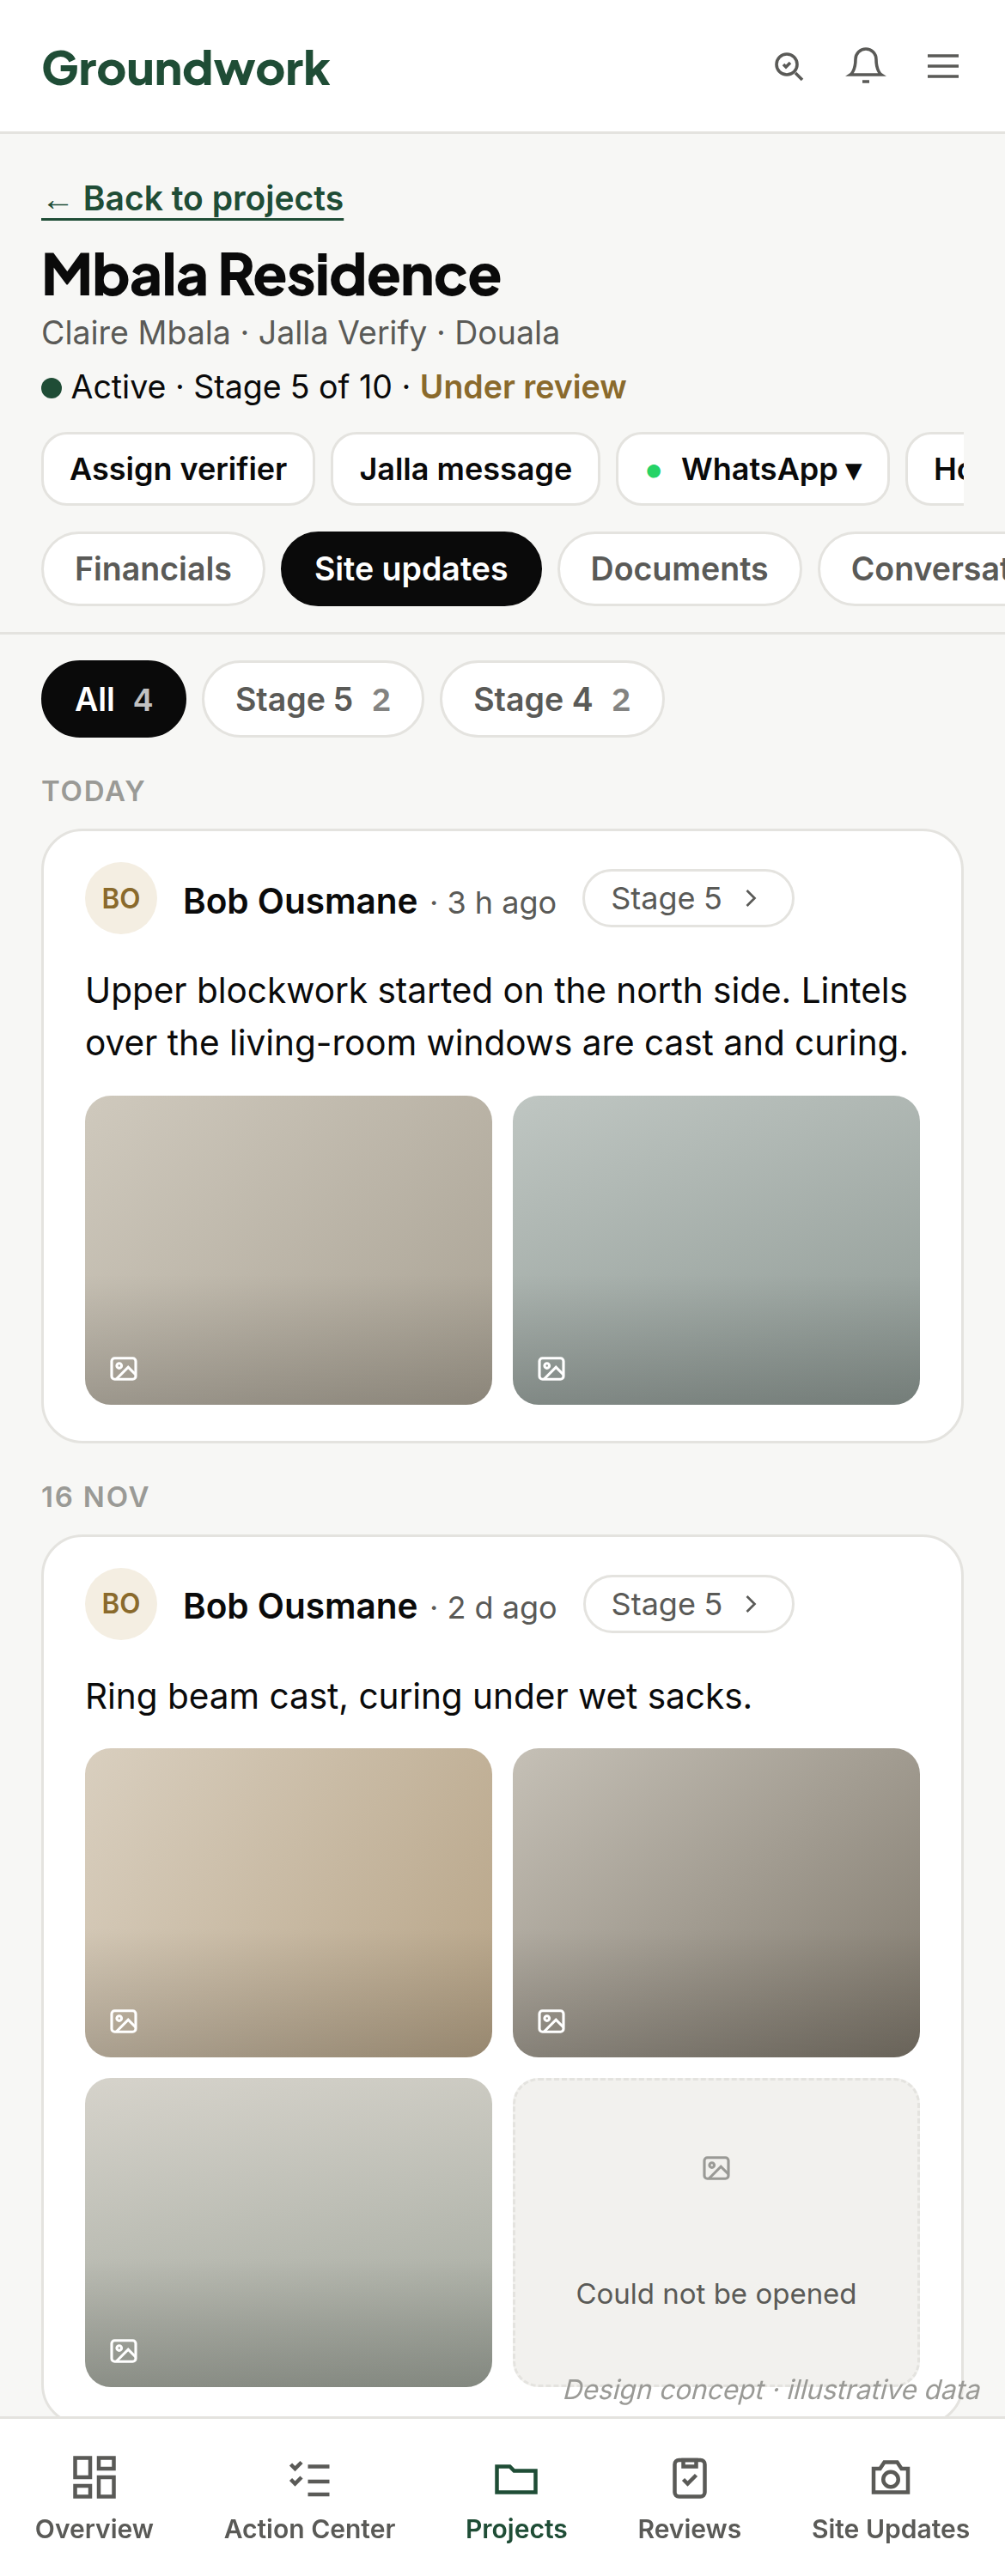 Groundwork
← Back to projects
Mbala Residence
Claire Mbala · Jalla Verify · Douala
Active · Stage 5 of 10 · Under review
Assign verifier Jalla message WhatsApp ▾
Financials Site updates Documents
All 4 Stage 5 2 Stage 4 2
TODAY
BO Bob Ousmane · 3 h ago Stage 5
Upper blockwork started on the north side. Lintels
over the living-room windows are cast and curing.
16 NOV
BO Bob Ousmane · 2 d ago Stage 5
Ring beam cast, curing under wet sacks.
Could not be opened
Design concept · illustrative data
Overview Action Center Projects Reviews Site Updates